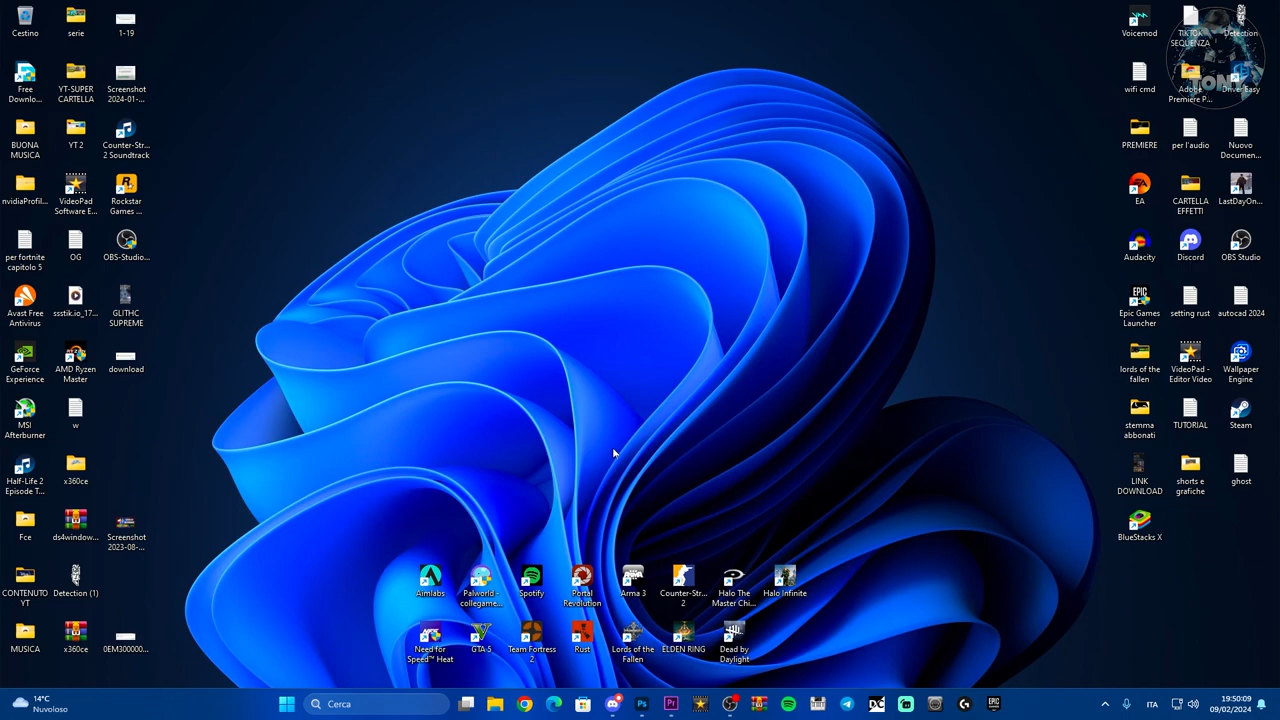 Cestino
serie
1-19
Free
Downlo...
YT-SUPER
CARTELLA
Screenshot
2024-01-...
BUONA
MUSICA
YT 2
Counter-Str...
2 Soundtrack
nvidiaProfil...
VideoPad
Software E...
Rockstar
Games ...
per fortnite
capitolo 5
OG
OBS-Studio...
Avast Free
Antivirus
ssstik.io_17...
GLITHC
SUPREME
GeForce
Experience
AMD Ryzen
Master
download
MSI
Afterburner
w
Half-Life 2
Episode T...
x360ce
Fce
ds4window...
Screenshot
2023-08-...
CONTENUTO
YT
Detection (1)
MUSICA
x360ce
0EM300000...
Aimlabs
Palworld -
collegame...
Spotify
Portal
Revolution
Arma 3
Counter-Str...
2
Halo The
Master Chi...
Halo Infinite
Need for
Speed™ Heat
GTA 5
Team Fortress
2
Rust
Lords of the
Fallen
ELDEN RING
Dead by
Daylight
Voicemod
TIKTOK
SEQUENZA
Detection
wifi cmd
Adobe
Premiere P...
Driver Easy
TONY
PREMIERE
per l'audio
Nuovo
Documen...
EA
CARTELLA
EFFETTI
LastDayOn...
Audacity
Discord
OBS Studio
Epic Games
Launcher
setting rust
autocad 2024
lords of the
fallen
VideoPad -
Editor Video
Wallpaper
Engine
stemma
abbonati
TUTORIAL
Steam
LINK
DOWNLOAD
shorts e
grafiche
ghost
BlueStacks X
14°C
Nuvoloso
Cerca
ITA
19:50:09
09/02/2024